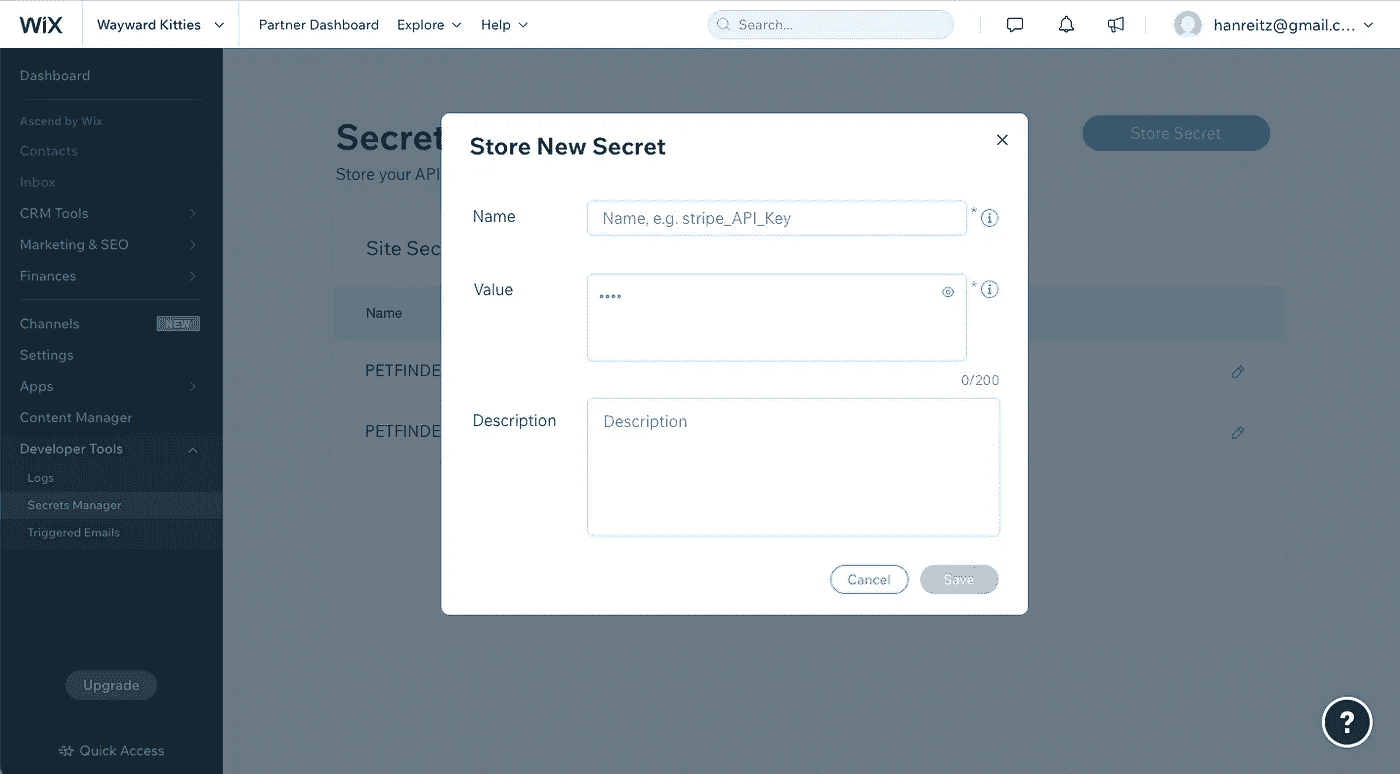 WiX
Wayward Kitties
Partner Dashboard
Explore
Help
Search...
hanreitz@gmail.c...
Dashboard
Ascend by Wix
Contacts
Inbox
CRM Tools
Marketing & SEO
Finances
Channels
NEW
Settings
Apps
Content Manager
Developer Tools
Logs
Secrets Manager
Triggered Emails
Upgrade
Quick Access
Secret
Store your API
Store Secret
Site Sec
Name
PETFINDE
PETFINDE
Store New Secret
Name
Name, e.g. stripe_API_Key
*
Value
••••
*
0/200
Description
Description
Cancel
Save
?